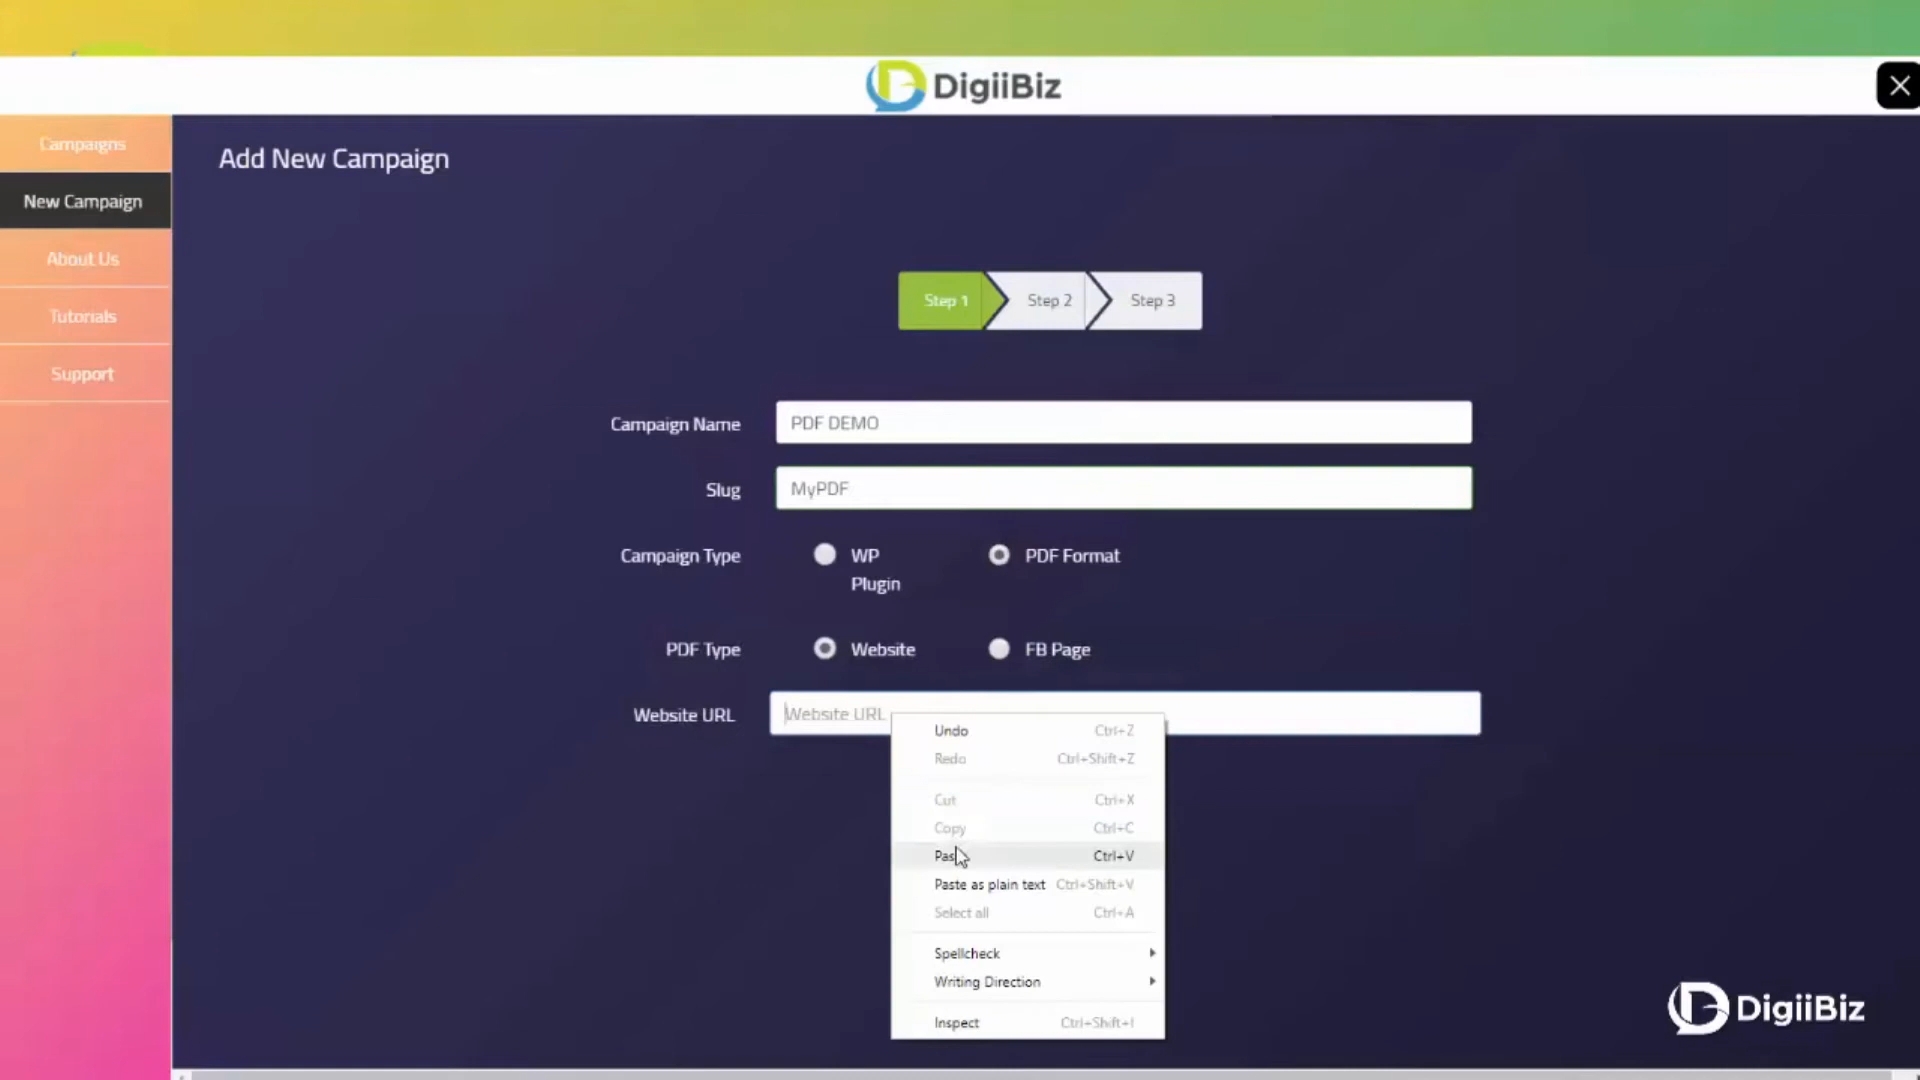 DigiiBiz
Campaigns
New Campaign
About Us
Tutorials
Support
Add New Campaign
Step 1 Step 2 Step 3
Campaign Name PDF DEMO
Slug MyPDF
Campaign Type WP Plugin PDF Format
PDF Type Website FB Page
Website URL Website URL
Undo Ctrl+Z
Redo Ctrl+Shift+Z
Cut Ctrl+X
Copy Ctrl+C
Pas Ctrl+V
Paste as plain text Ctrl+Shift+V
Select all Ctrl+A
Spellcheck
Writing Direction
Inspect Ctrl+Shift+I
DigiiBiz